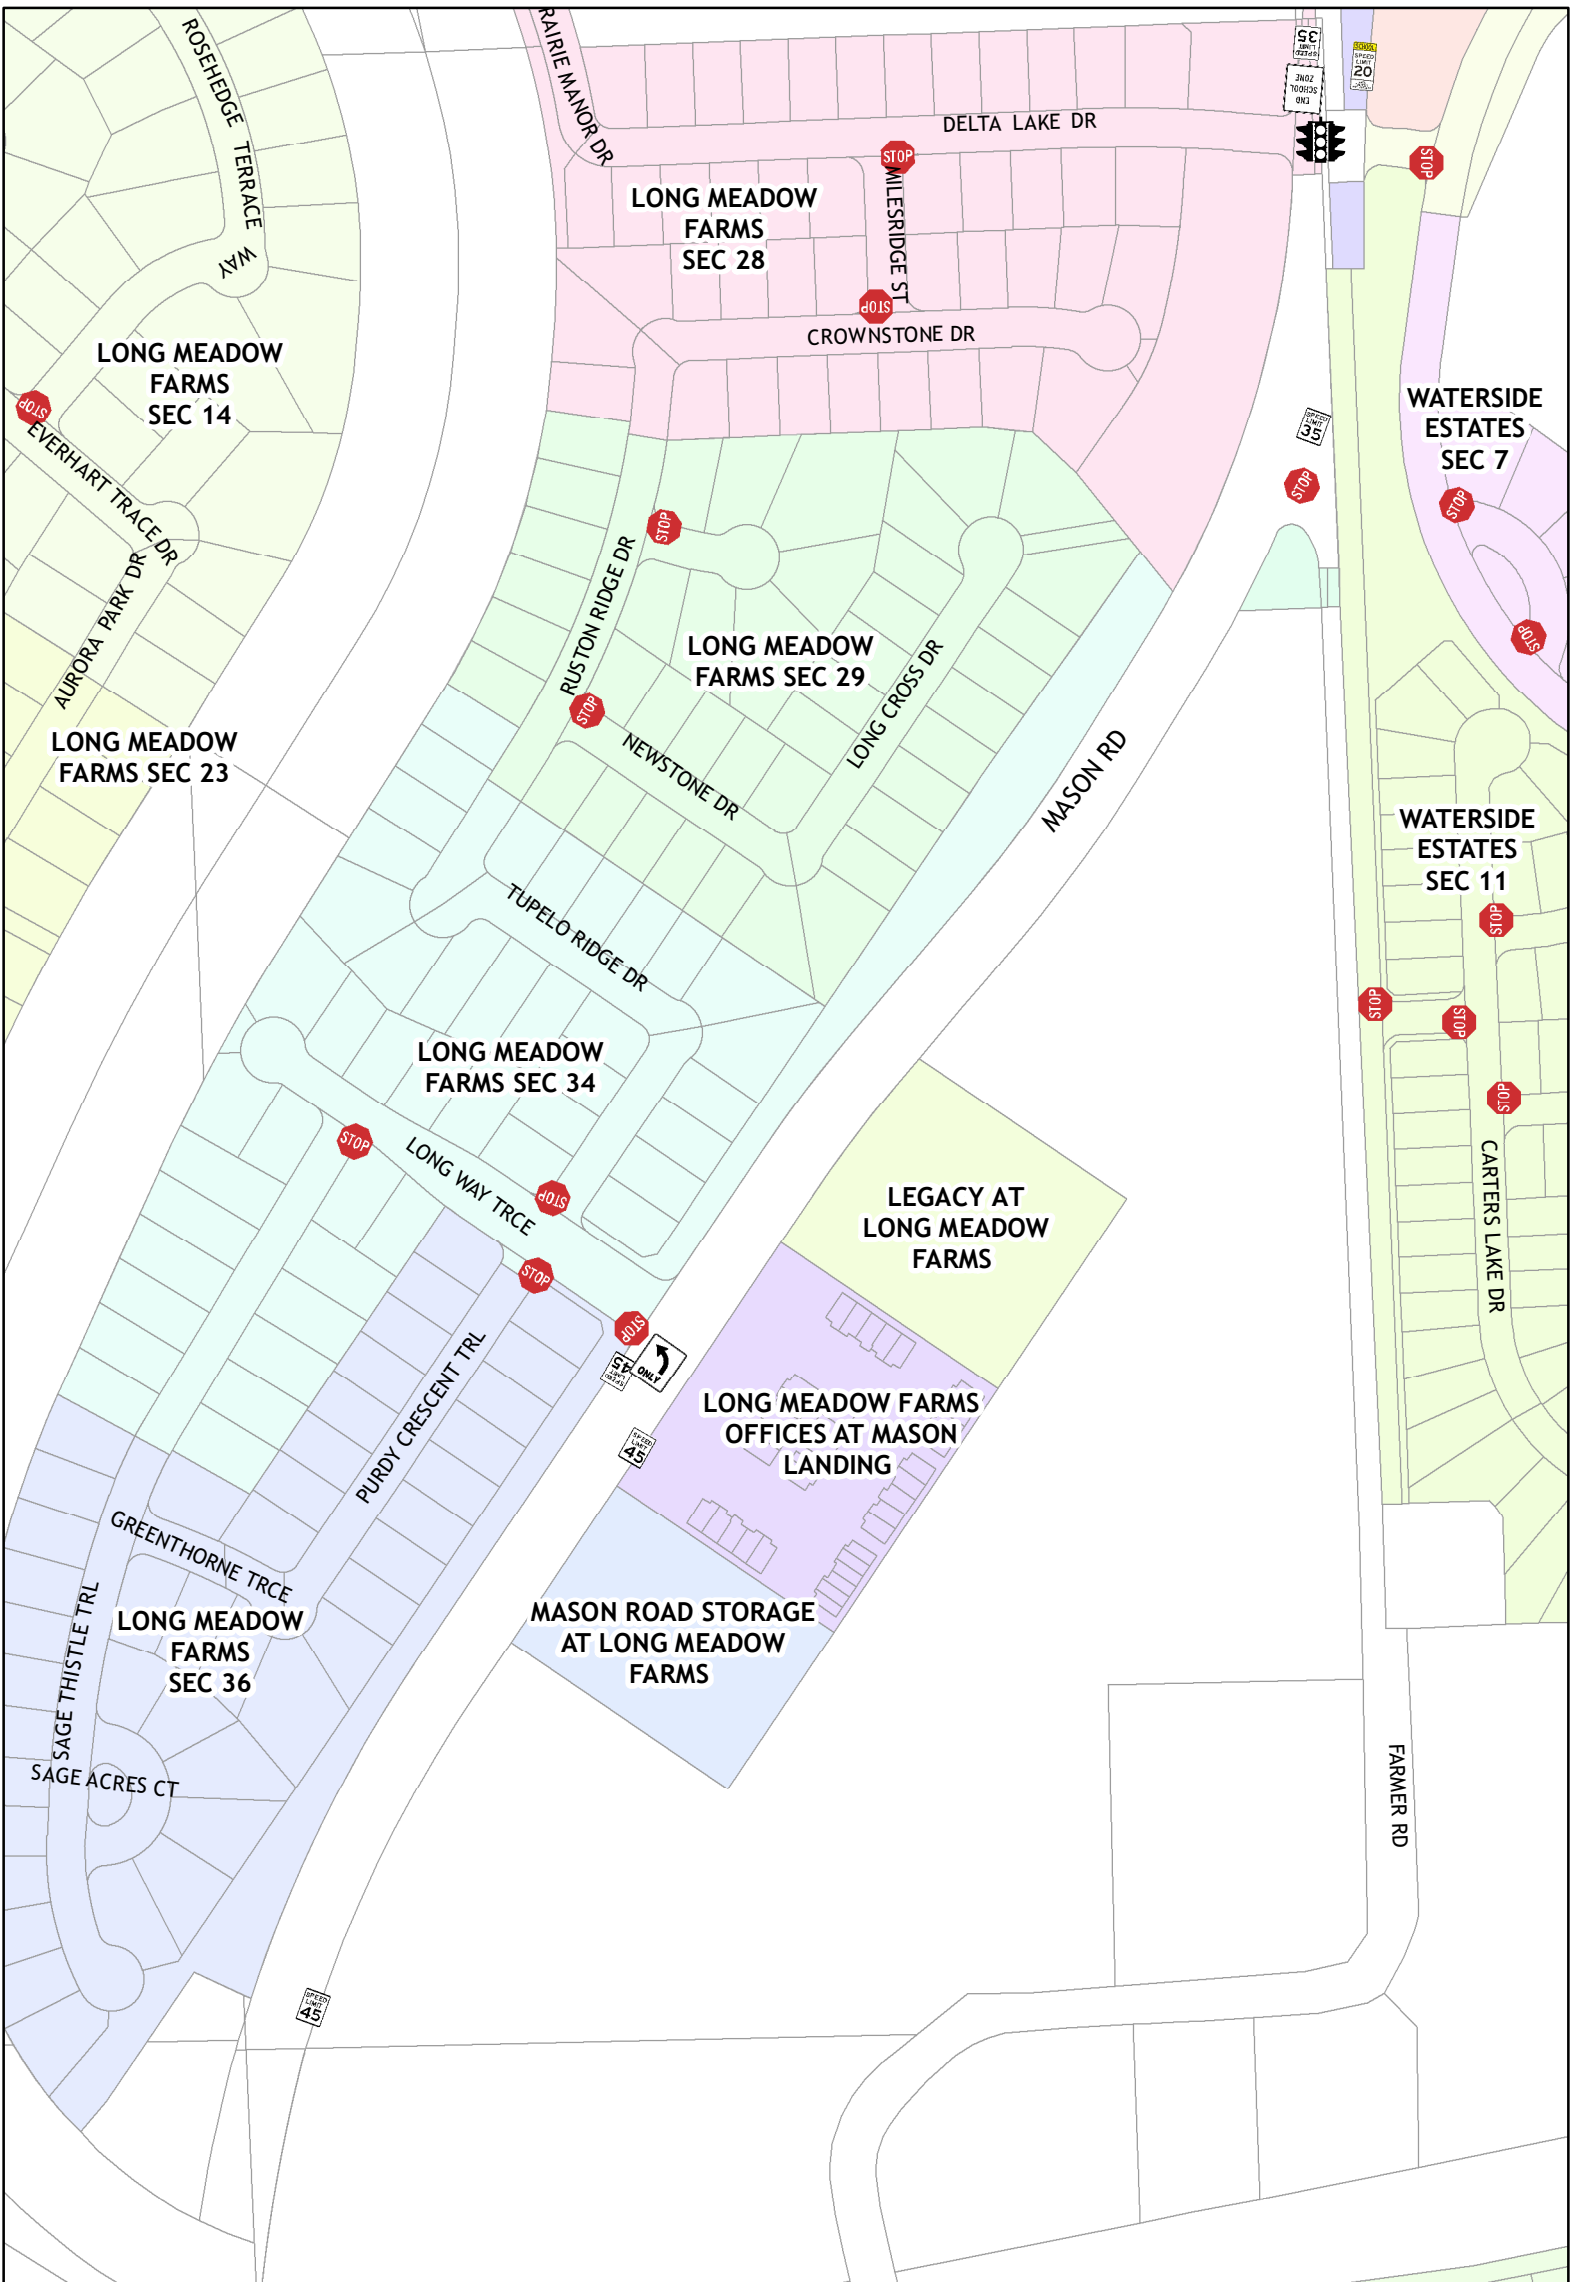 ROSEHEDGE TERRACE WAY
RAIRIE MANOR DR
DELTA LAKE DR
SPEED
LIMIT
35
END
SCHOOL
ZONE
SCHOOL
SPEED
LIMIT
20
STOP
STOP
MILESRIDGE ST
LONG MEADOW
FARMS
SEC 28
STOP
CROWNSTONE DR
LONG MEADOW
FARMS
SEC 14
STOP
EVERHART TRACE DR
AURORA PARK DR
SPEED
LIMIT
35
STOP
WATERSIDE
ESTATES
SEC 7
STOP
STOP
STOP
RUSTON RIDGE DR
LONG MEADOW
FARMS SEC 29
LONG CROSS DR
STOP
NEWSTONE DR
LONG MEADOW
FARMS SEC 23
MASON RD
WATERSIDE
ESTATES
SEC 11
STOP
STOP
STOP
STOP
CARTERS LAKE DR
TUPELO RIDGE DR
LONG MEADOW
FARMS SEC 34
STOP
LONG WAY TRCE
STOP
STOP
STOP
SPEED
LIMIT
45
ONLY
LEGACY AT
LONG MEADOW
FARMS
PURDY CRESCENT TRL
SPEED
LIMIT
45
LONG MEADOW FARMS
OFFICES AT MASON
LANDING
GREENTHORNE TRCE
SAGE THISTLE TRL
LONG MEADOW
FARMS
SEC 36
MASON ROAD STORAGE
AT LONG MEADOW
FARMS
SAGE ACRES CT
FARMER RD
SPEED
LIMIT
45